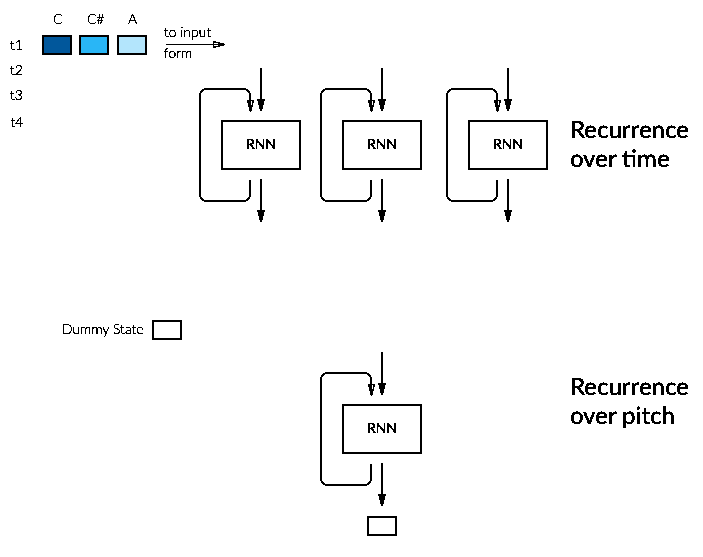 C C# A
t1
to input
form
t2
t3
t4
RNN RNN RNN
Recurrence
over time
Dummy State
RNN
Recurrence
over pitch